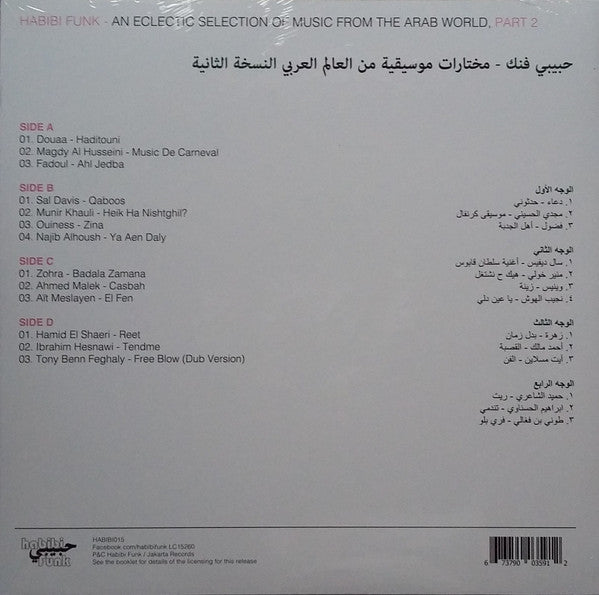 HABIBI FUNK - AN ECLECTIC SELECTION OF MUSIC FROM THE ARAB WORLD, PART 2
حبيبي فنك - مختارات موسيقية من العالم العربي النسخة الثانية
SIDE A
01. Douaa - Haditouni
02. Magdy Al Husseini - Music De Carneval
03. Fadoul - Ahl Jedba
SIDE B
01. Sal Davis - Qaboos
02. Munir Khauli - Heik Ha Nishtghil?
03. Ouiness - Zina
04. Najib Alhoush - Ya Aen Daly
SIDE C
01. Zohra - Badala Zamana
02. Ahmed Malek - Casbah
03. Aït Meslayen - El Fen
SIDE D
01. Hamid El Shaeri - Reet
02. Ibrahim Hesnawi - Tendme
03. Tony Benn Feghaly - Free Blow (Dub Version)
الوجه الأول
١. دعاء - حدثوني
٢. مجدي الحسيني - موسيقى كرنفال
٣. فضول - أهل الجدبة
الوجه الثاني
١. سال ديفيس - أغنية سلطان قابوس
٢. منير خولي - هيك ح نشتغل
٣. وينيس - زينة
٤. نجيب الهوش - يا عين دلي
الوجه الثالث
١. زهرة - بدل زمان
٢. أحمد مالك - القصبة
٣. آيت مسلاين - الفن
الوجه الرابع
١. حميد الشاعري - ريت
٢. ابراهيم الحسناوي - تندمي
٣. طوني بن فغالي - فري بلو
habibi
حبيبي
funk
HABIBI015
Facebook.com/habibifunk LC15260
P&C Habibi Funk / Jakarta Records
See the booklet for details of the licensing for this release
6 73790 03591 2